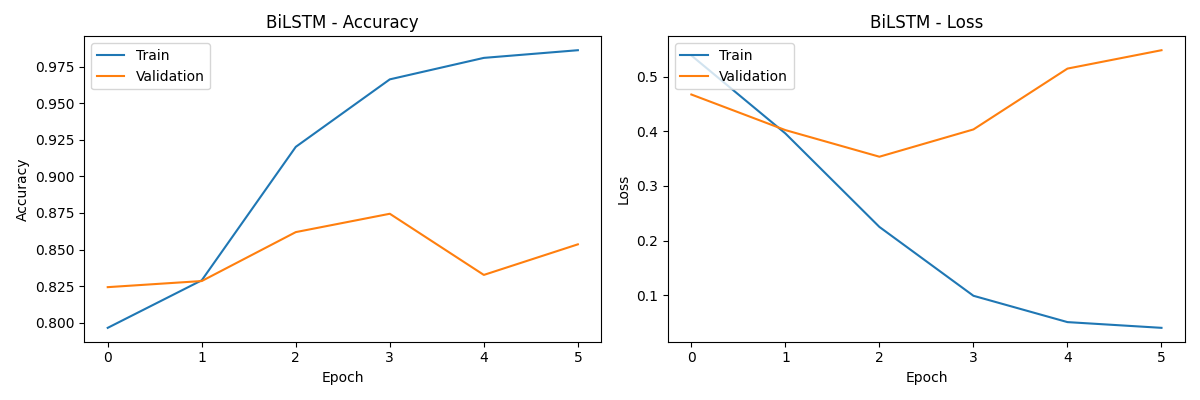 BiLSTM - Accuracy
Train
Validation
0.975
0.950
0.925
0.900
0.875
0.850
0.825
0.800
Accuracy
0 1 2 3 4 5
Epoch
BiLSTM - Loss
Train
Validation
0.5
0.4
0.3
0.2
0.1
Loss
0 1 2 3 4 5
Epoch